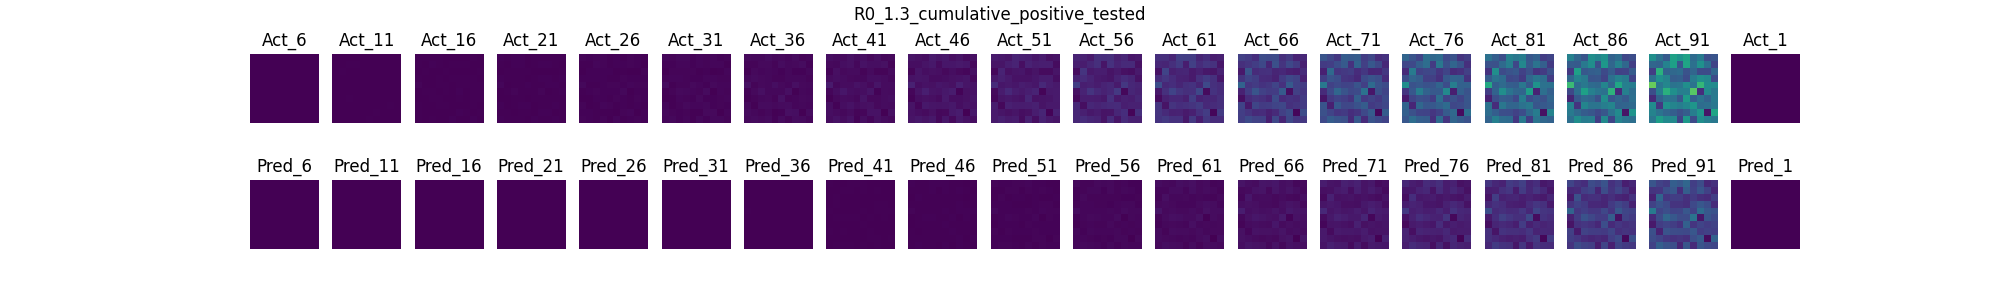 R0_1.3_cumulative_positive_tested
Act_6 Act_11 Act_16 Act_21 Act_26 Act_31 Act_36 Act_41 Act_46 Act_51 Act_56 Act_61 Act_66 Act_71 Act_76 Act_81 Act_86 Act_91 Act_1
Pred_6 Pred_11 Pred_16 Pred_21 Pred_26 Pred_31 Pred_36 Pred_41 Pred_46 Pred_51 Pred_56 Pred_61 Pred_66 Pred_71 Pred_76 Pred_81 Pred_86 Pred_91 Pred_1